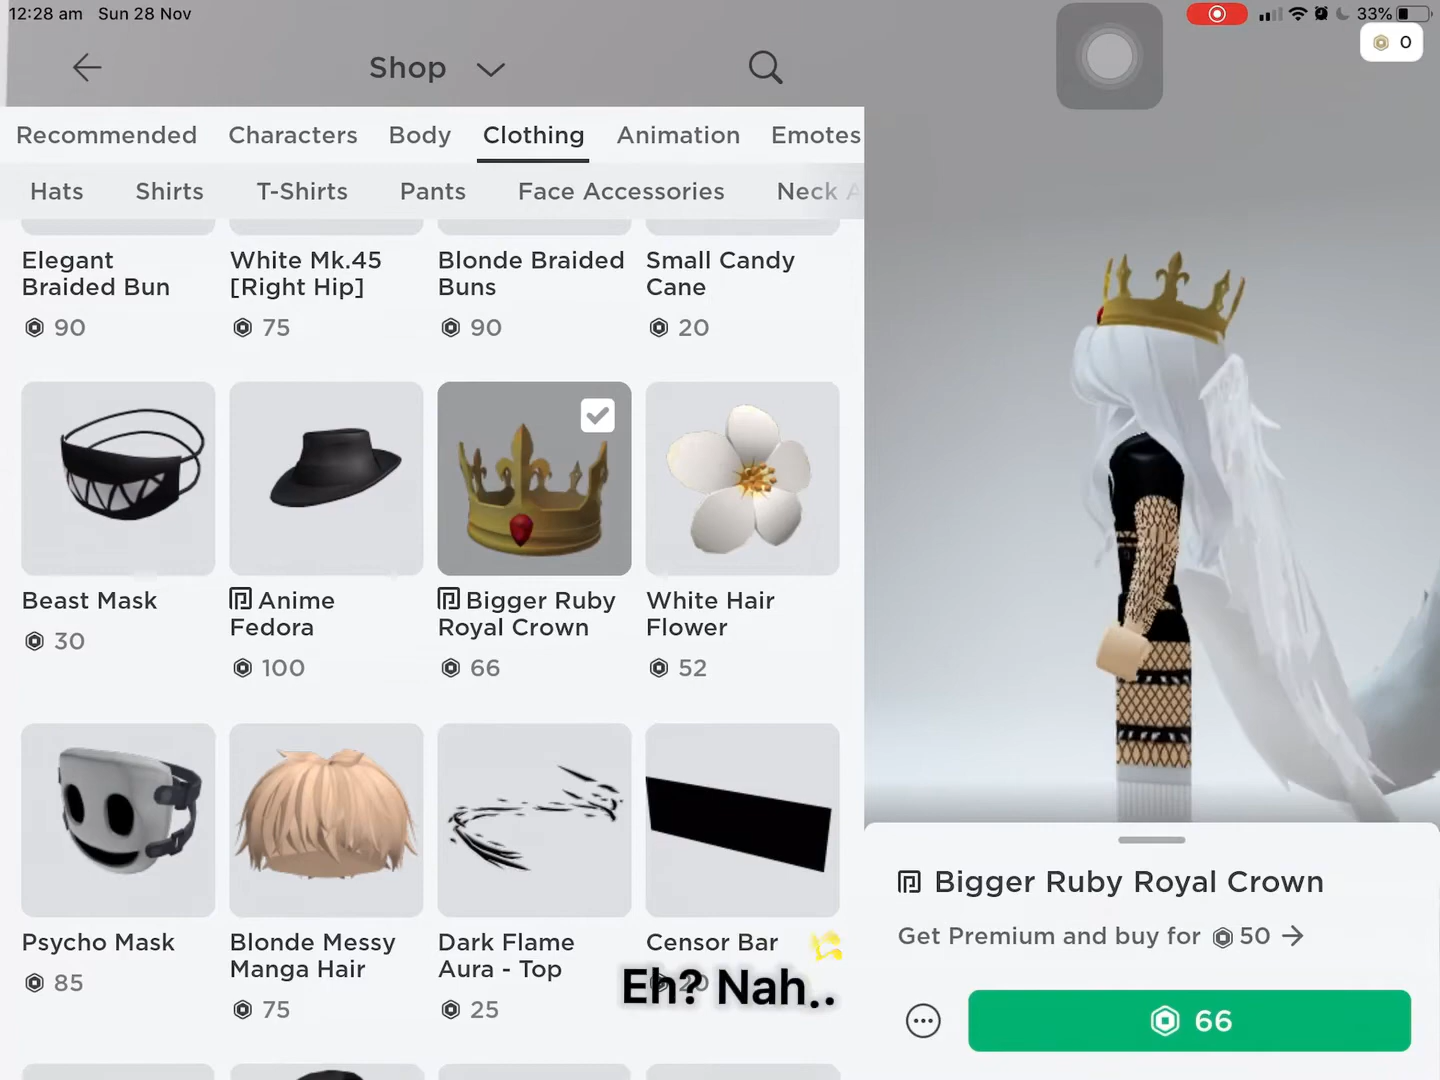 12:28 am Sun 28 Nov
33%
0
Shop
Recommended Characters Body Clothing Animation Emotes
Hats Shirts T-Shirts Pants Face Accessories Neck A
Elegant
Braided Bun
90
White Mk.45
[Right Hip]
75
Blonde Braided
Buns
90
Small Candy
Cane
20
Beast Mask
30
Anime
Fedora
100
Bigger Ruby
Royal Crown
66
White Hair
Flower
52
Psycho Mask
85
Blonde Messy
Manga Hair
75
Dark Flame
Aura - Top
25
Censor Bar
20
Eh? Nah..
Bigger Ruby Royal Crown
Get Premium and buy for 50
66